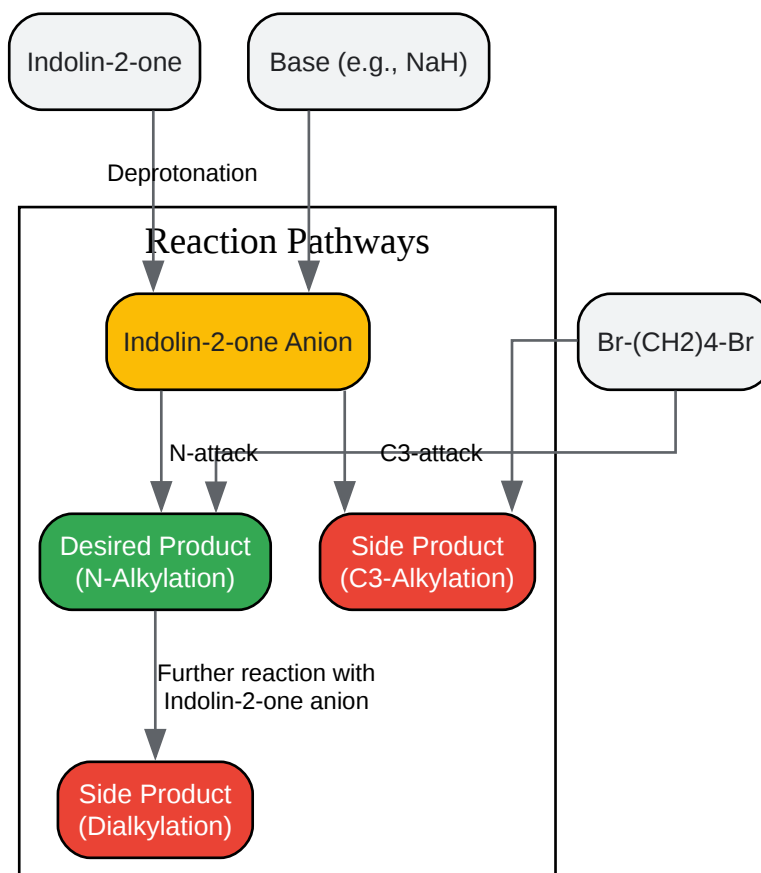 Indolin-2-one
Base (e.g., NaH)
Deprotonation
Reaction Pathways
Indolin-2-one Anion
Br-(CH2)4-Br
N-attack
C3-attack
Desired Product
(N-Alkylation)
Side Product
(C3-Alkylation)
Further reaction with
Indolin-2-one anion
Side Product
(Dialkylation)